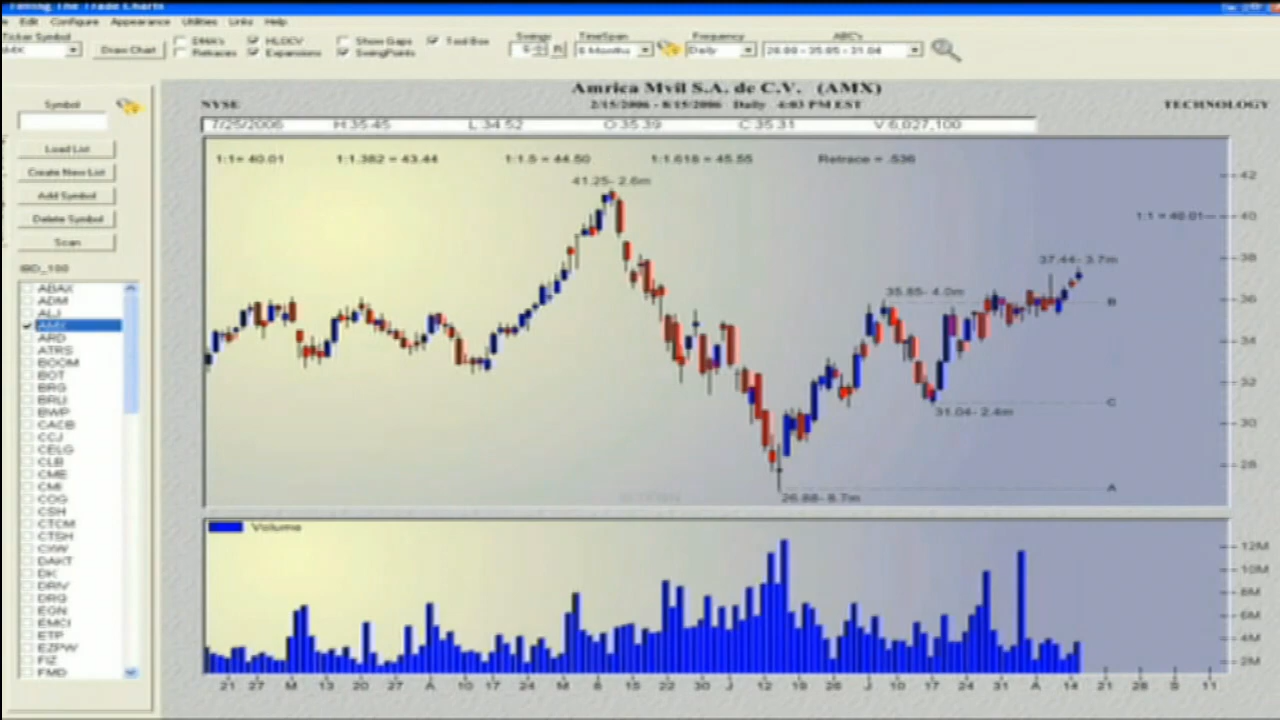 Timing The Trade Charts
Edit Configure Appearance Utilities Links Help
Ticker Symbol
AMX
Draw Chart
DMA's
Retraces
HLOCV
Expansions
Show Gaps
SwingPoints
Tool Box
Swings
TimeSpan
6 Months
Frequency
Daily
ABC's
26.88 - 35.85 - 31.04
Symbol
Load List
Create New List
Add Symbol
Delete Symbol
Scan
IBD_100
ABAX
ADM
ALJ
AMX
ARD
ATRS
BOOM
BOT
BRG
BRLI
BWP
CACB
CCJ
CELG
CLB
CME
CMI
COG
CSH
CTCM
CTSH
CXW
DAKT
DK
DRIV
DRQ
EGN
EMCI
ETP
EZPW
FIZ
FMD
Amrica Mvil S.A. de C.V. (AMX)
NYSE
2/15/2006 - 8/15/2006 Daily 4:03 PM EST
TECHNOLOGY
7/25/2006 H:35.45 L:34.52 O:35.39 C:35.31 V:6,027,100
1:1= 40.01 1:1.382 = 43.44 1:1.5 = 44.50 1:1.618 = 45.55 Retrace = .536
41.25- 2.6m
42
1:1 = 40.01
40
37.44- 3.7m
38
35.85- 4.0m
B
36
34
32
C
31.04- 2.4m
30
28
A
26.88- 8.7m
Volume
12M
10M
8M
6M
4M
2M
21 27 M 13 20 27 A 10 17 24 M 8 15 22 30 J 12 19 26 J 10 17 24 31 A 14 21 28 S 11